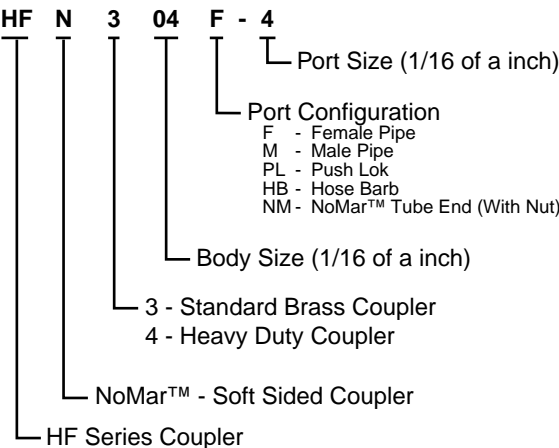 HF N 3 04 F - 4
Port Size (1/16 of a inch)
Port Configuration
F - Female Pipe
M - Male Pipe
PL - Push Lok
HB - Hose Barb
NM - NoMar™ Tube End (With Nut)
Body Size (1/16 of a inch)
3 - Standard Brass Coupler
4 - Heavy Duty Coupler
NoMar™ - Soft Sided Coupler
HF Series Coupler